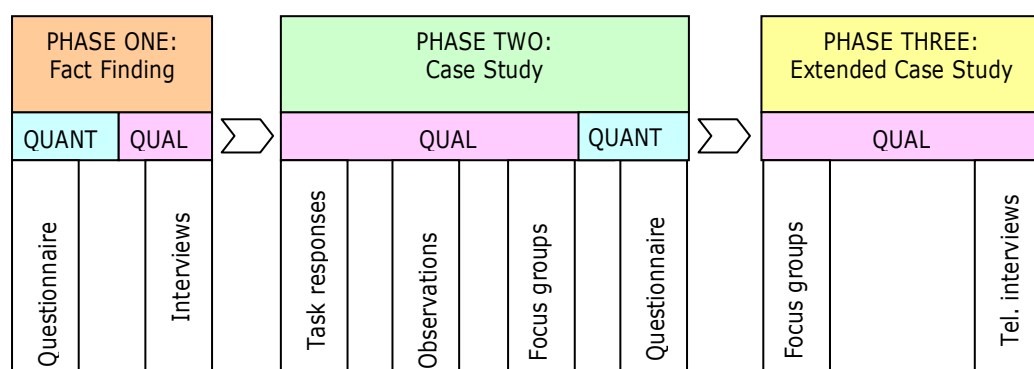 PHASE ONE:
Fact Finding
PHASE TWO:
Case Study
PHASE THREE:
Extended Case Study
QUANT
QUAL
QUAL
QUANT
QUAL
Questionnaire
Interviews
Task responses
Observations
Focus groups
Questionnaire
Focus groups
Tel. interviews